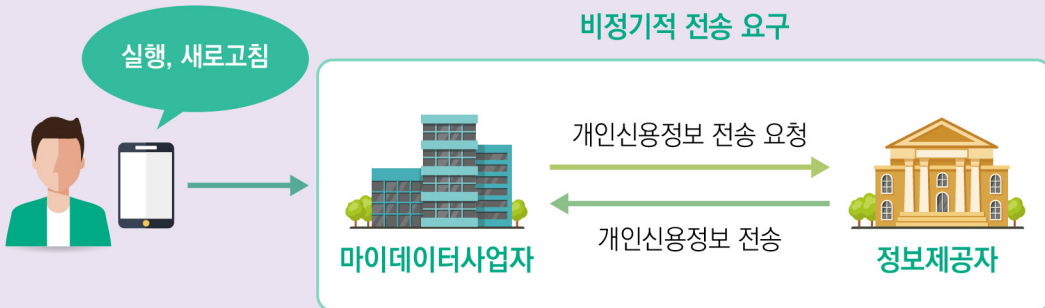 비정기적 전송 요구
실행, 새로고침
개인신용정보 전송 요청
개인신용정보 전송
마이데이터사업자
정보제공자